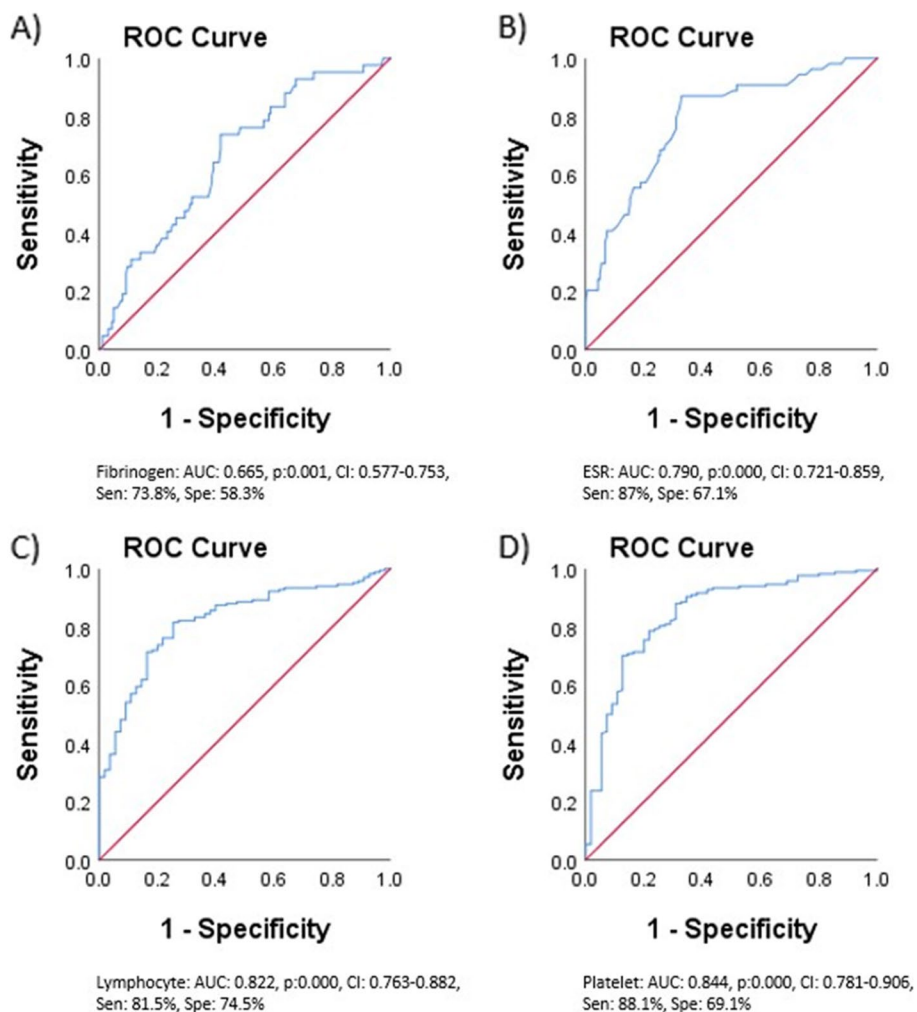 A)
ROC Curve
1.0
0.8
0.6
0.4
0.2
0.0
Sensitivity
0.0 0.2 0.4 0.6 0.8 1.0
1 - Specificity
Fibrinogen: AUC: 0.665, p:0.001, CI: 0.577-0.753,
Sen: 73.8%, Spe: 58.3%
B)
ROC Curve
1.0
0.8
0.6
0.4
0.2
0.0
Sensitivity
0.0 0.2 0.4 0.6 0.8 1.0
1 - Specificity
ESR: AUC: 0.790, p:0.000, CI: 0.721-0.859,
Sen: 87%, Spe: 67.1%
C)
ROC Curve
1.0
0.8
0.6
0.4
0.2
0.0
Sensitivity
0.0 0.2 0.4 0.6 0.8 1.0
1 - Specificity
Lymphocyte: AUC: 0.822, p:0.000, CI: 0.763-0.882,
Sen: 81.5%, Spe: 74.5%
D)
ROC Curve
1.0
0.8
0.6
0.4
0.2
0.0
Sensitivity
0.0 0.2 0.4 0.6 0.8 1.0
1 - Specificity
Platelet: AUC: 0.844, p:0.000, CI: 0.781-0.906,
Sen: 88.1%, Spe: 69.1%